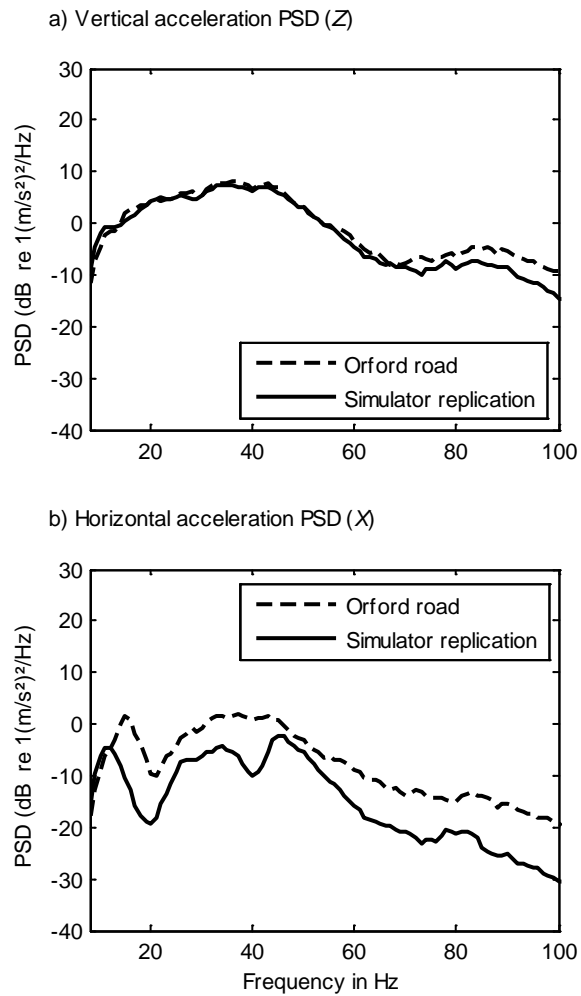 a) Vertical acceleration PSD (Z)
30
20
10
0
-10
-20
-30
-40
PSD (dB re 1(m/s²)²/Hz)
Orford road
Simulator replication
20
40
60
80
100
b) Horizontal acceleration PSD (X)
30
20
10
0
-10
-20
-30
-40
PSD (dB re 1(m/s²)²/Hz)
Orford road
Simulator replication
20
40
60
80
100
Frequency in Hz